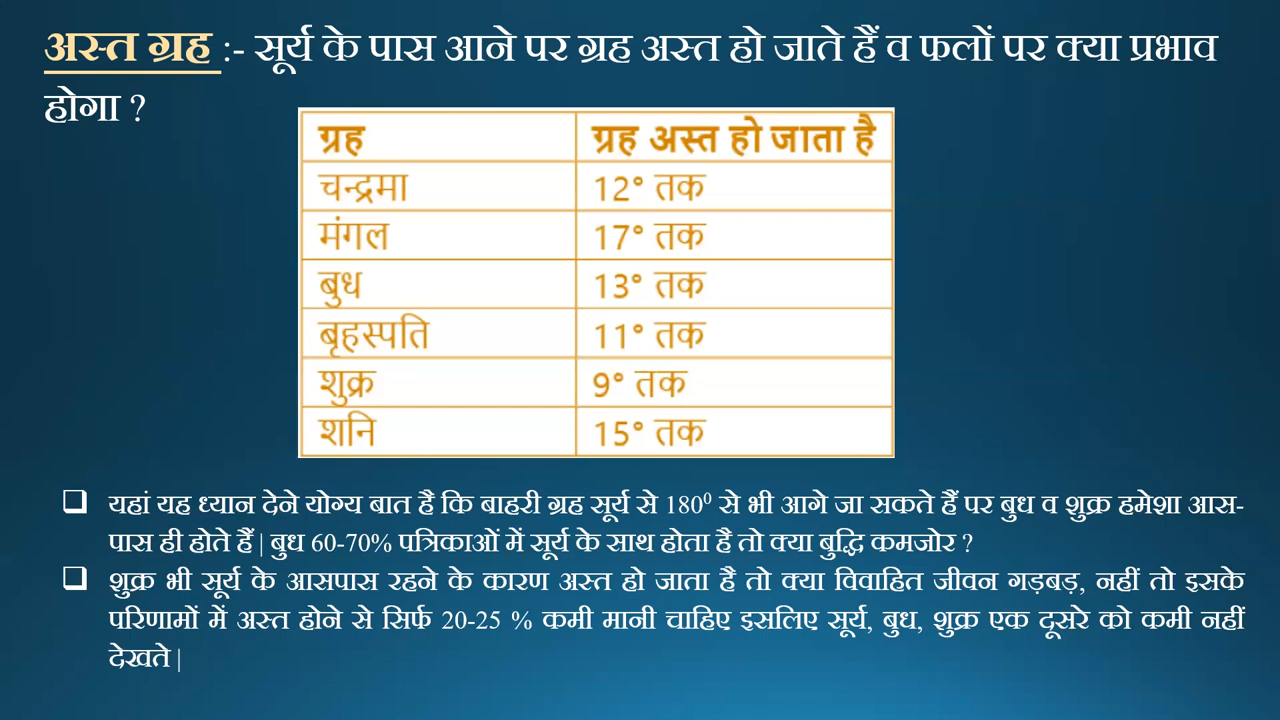 अस्त ग्रह :- सूर्य के पास आने पर ग्रह अस्त हो जाते हैं व फलों पर क्या प्रभाव
होगा ?
ग्रह ग्रह अस्त हो जाता है
चन्द्रमा 12° तक
मंगल 17° तक
बुध 13° तक
बृहस्पति 11° तक
शुक्र 9° तक
शनि 15° तक
यहां यह ध्यान देने योग्य बात है कि बाहरी ग्रह सूर्य से 180⁰ से भी आगे जा सकते हैं पर बुध व शुक्र हमेशा आस-
पास ही होते हैं | बुध 60-70% पत्रिकाओं में सूर्य के साथ होता है तो क्या बुद्धि कमजोर ?
शुक्र भी सूर्य के आसपास रहने के कारण अस्त हो जाता है तो क्या विवाहित जीवन गड़बड़, नहीं तो इसके
परिणामों में अस्त होने से सिर्फ 20-25 % कमी मानी चाहिए इसलिए सूर्य, बुध, शुक्र एक दूसरे को कमी नहीं
देखते |